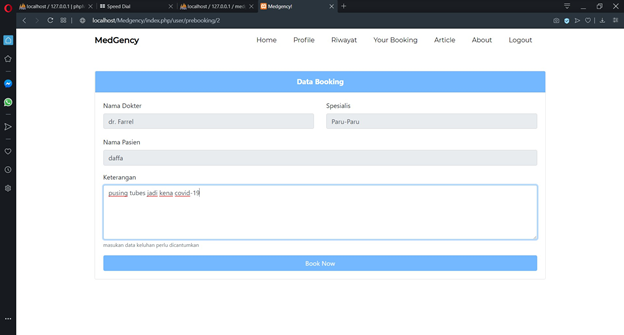 localhost / 127.0.0.1 | phpM
Speed Dial
localhost / 127.0.0.1 / med
Medgency!
localhost/Medgency/index.php/user/prebooking/2
MedGency
Home Profile Riwayat Your Booking Article About Logout
Data Booking
Nama Dokter Spesialis
dr. Farrel Paru-Paru
Nama Pasien
daffa
Keterangan
pusing tubes jadi kena covid-19
masukan data keluhan perlu dicantumkan
Book Now